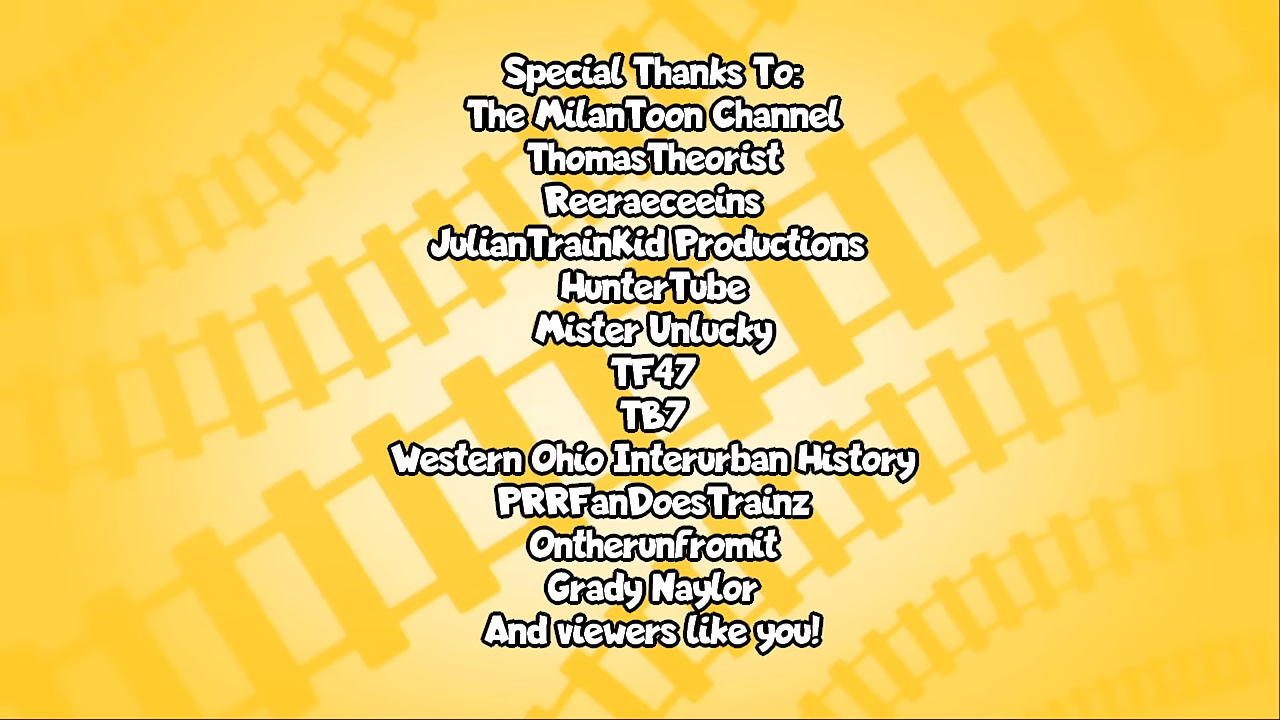 Special Thanks To:
The MilanToon Channel
ThomasTheorist
Reeraeceeins
JulianTrainKid Productions
HunterTube
Mister Unlucky
TF47
TB7
Western Ohio Interurban History
PRRFanDoesTrainz
Ontherunfromit
Grady Naylor
And viewers like you!